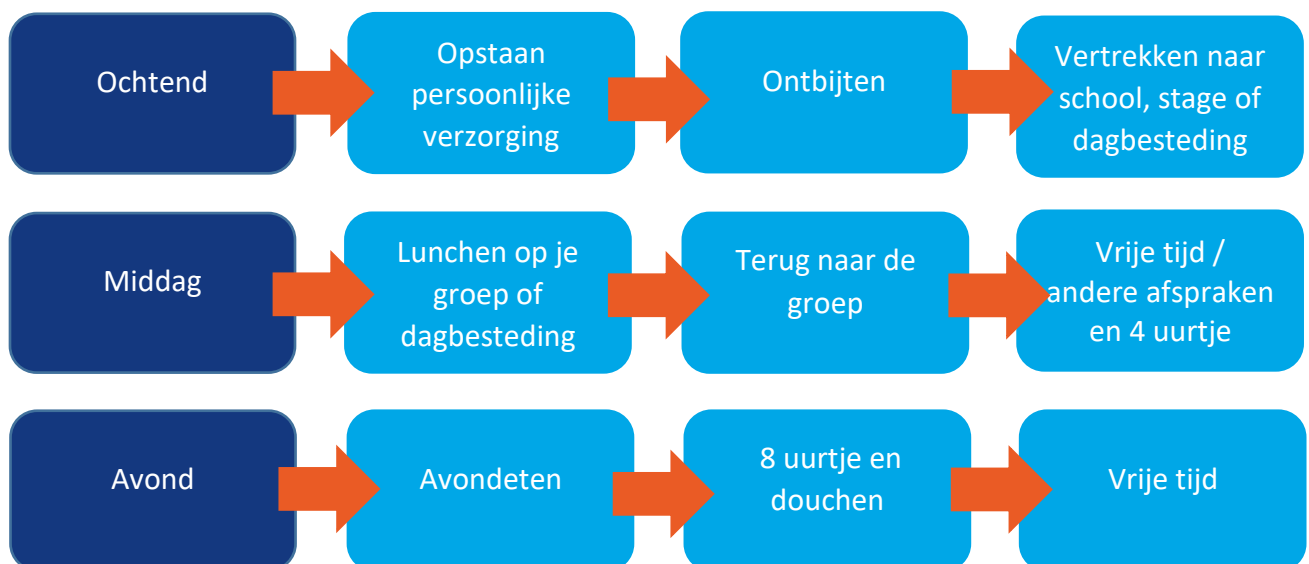 Ochtend
Opstaan
persoonlijke
verzorging
Ontbijten
Vertrekken naar
school, stage of
dagbesteding
Middag
Lunchen op je
groep of
dagbesteding
Terug naar de
groep
Vrije tijd /
andere afspraken
en 4 uurtje
Avond
Avondeten
8 uurtje en
douchen
Vrije tijd